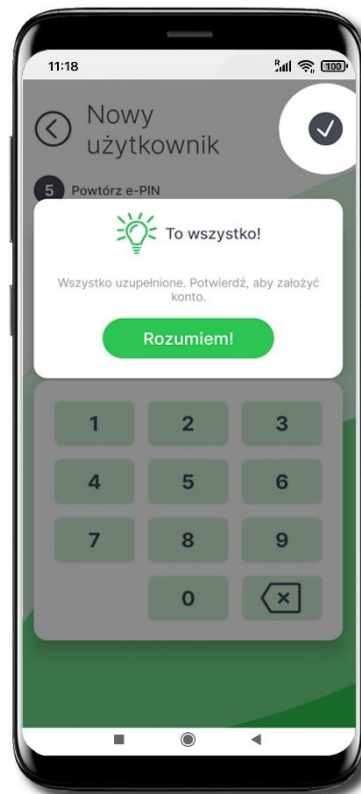 11:18
100
Nowy
użytkownik
5 Powtórz e-PIN
To wszystko!
Wszystko uzupełnione. Potwierdź, aby założyć
konto.
Rozumiem!
1 2 3
4 5 6
7 8 9
0